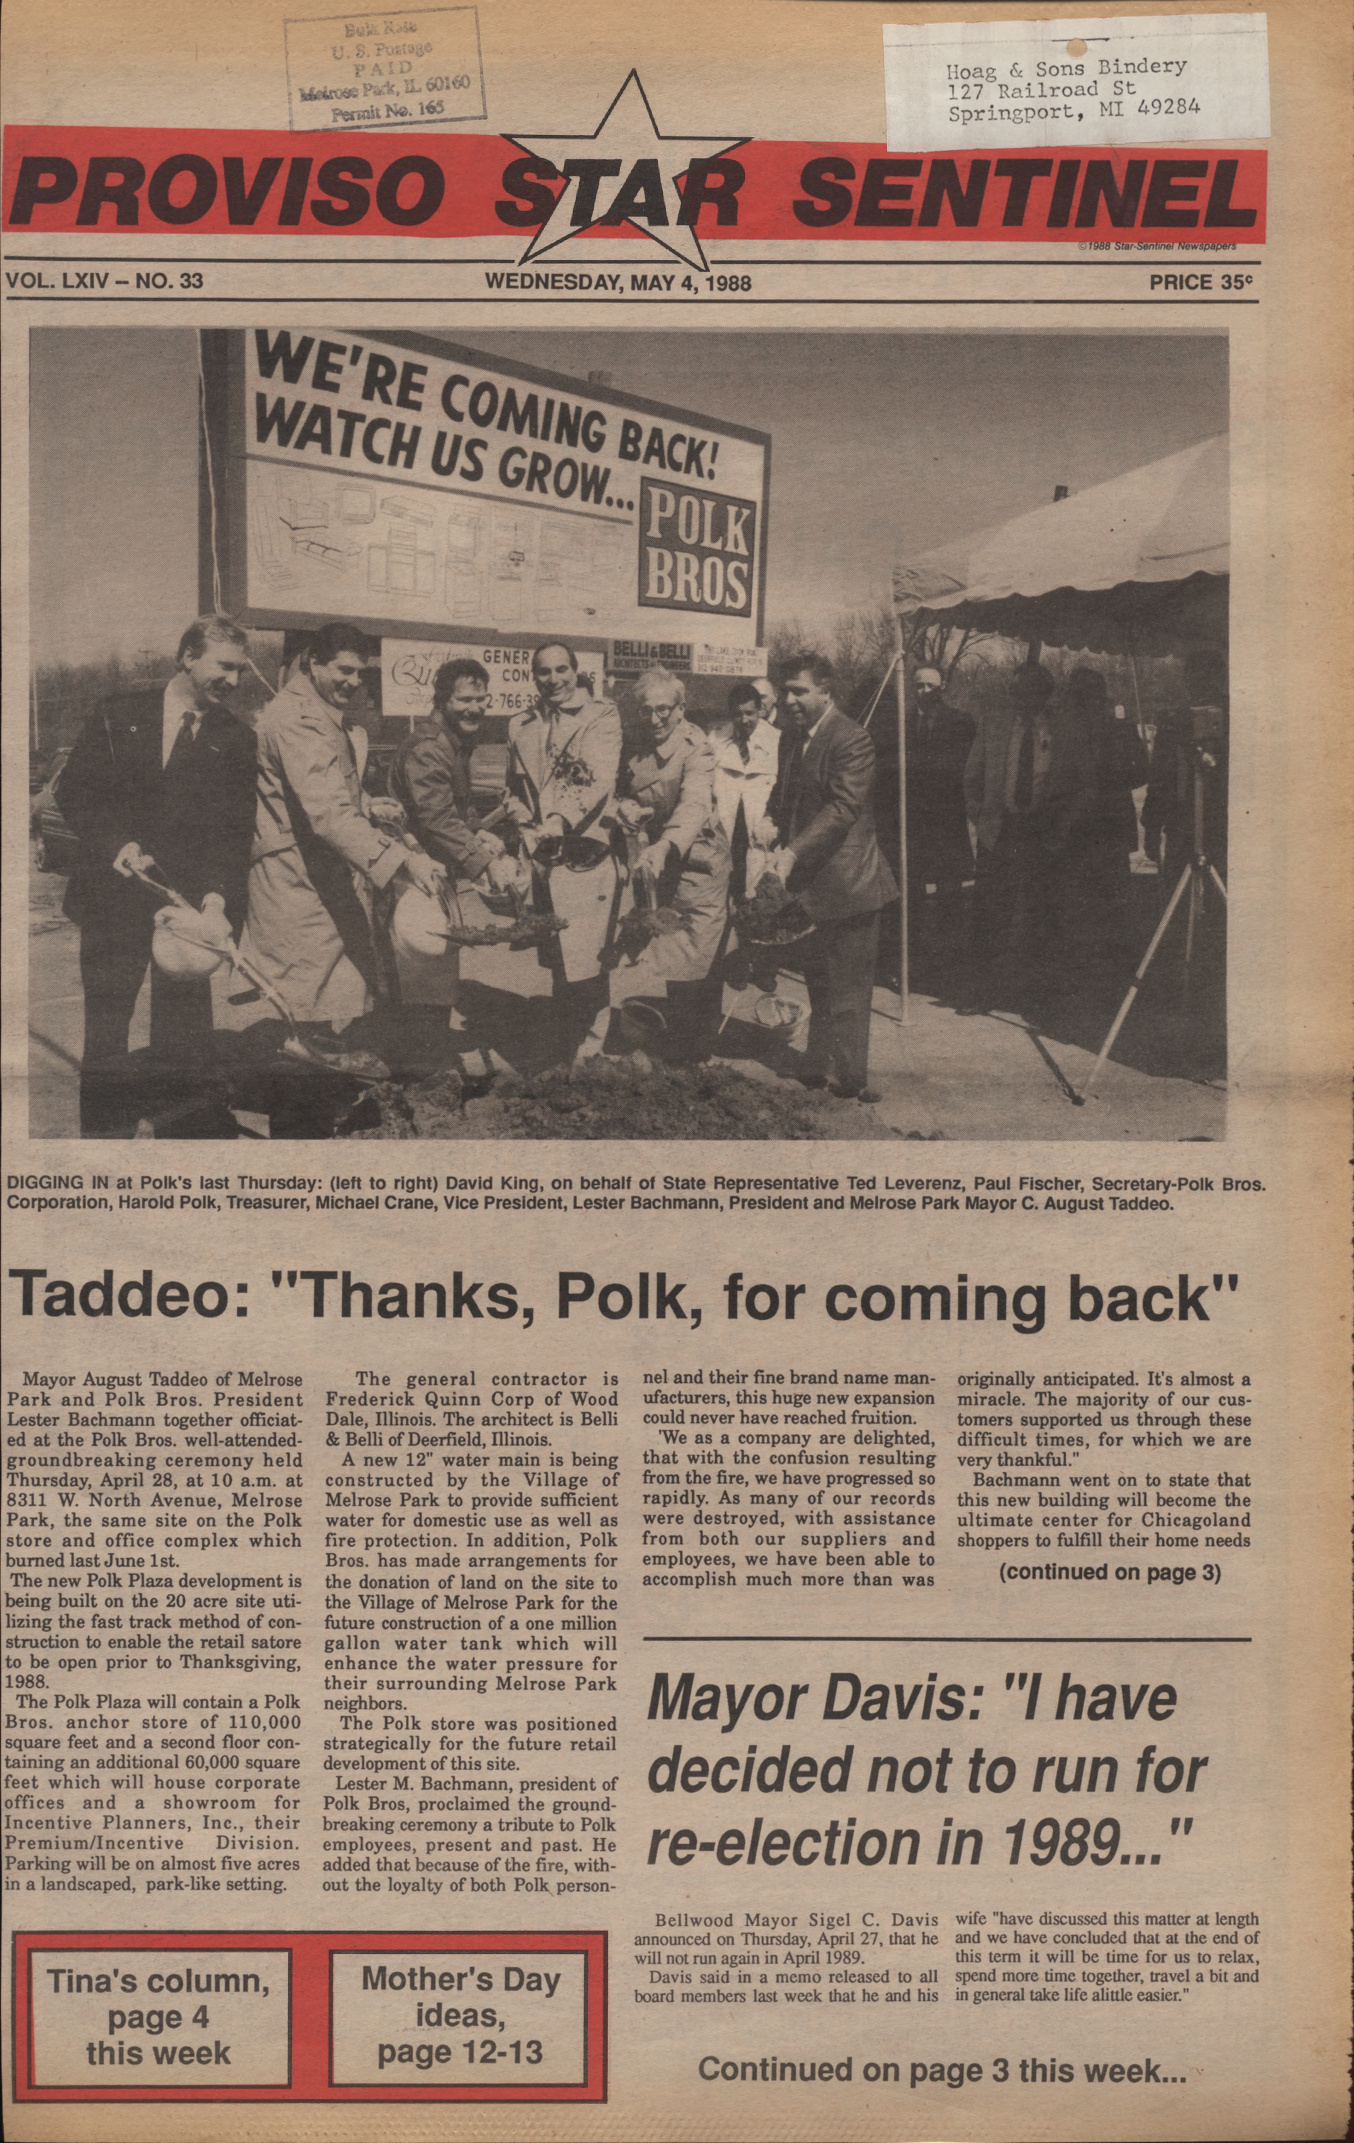 Bulk Rate
U. S. Postage
PAID
Melrose Park, IL 60160
Permit No. 165
Hoag & Sons Bindery
127 Railroad St
Springport, MI 49284
PROVISO STAR SENTINEL
©1988 Star-Sentinel Newspapers
VOL. LXIV – NO. 33
WEDNESDAY, MAY 4, 1988
PRICE 35¢
WE'RE COMING BACK!
WATCH US GROW...
POLK
BROS
GENER
CON
2-766-3
BELLI & BELLI
ARCHITECTS & ENGINEERS
DIGGING IN at Polk's last Thursday: (left to right) David King, on behalf of State Representative Ted Leverenz, Paul Fischer, Secretary-Polk Bros.
Corporation, Harold Polk, Treasurer, Michael Crane, Vice President, Lester Bachmann, President and Melrose Park Mayor C. August Taddeo.
Taddeo: "Thanks, Polk, for coming back"
Mayor August Taddeo of Melrose
Park and Polk Bros. President
Lester Bachmann together officiat-
ed at the Polk Bros. well-attended-
groundbreaking ceremony held
Thursday, April 28, at 10 a.m. at
8311 W. North Avenue, Melrose
Park, the same site on the Polk
store and office complex which
burned last June 1st.
The new Polk Plaza development is
being built on the 20 acre site uti-
lizing the fast track method of con-
struction to enable the retail satore
to be open prior to Thanksgiving,
1988.
The Polk Plaza will contain a Polk
Bros. anchor store of 110,000
square feet and a second floor con-
taining an additional 60,000 square
feet which will house corporate
offices and a showroom for
Incentive Planners, Inc., their
Premium/Incentive Division.
Parking will be on almost five acres
in a landscaped, park-like setting.
The general contractor is
Frederick Quinn Corp of Wood
Dale, Illinois. The architect is Belli
& Belli of Deerfield, Illinois.
A new 12" water main is being
constructed by the Village of
Melrose Park to provide sufficient
water for domestic use as well as
fire protection. In addition, Polk
Bros. has made arrangements for
the donation of land on the site to
the Village of Melrose Park for the
future construction of a one million
gallon water tank which will
enhance the water pressure for
their surrounding Melrose Park
neighbors.
The Polk store was positioned
strategically for the future retail
development of this site.
Lester M. Bachmann, president of
Polk Bros, proclaimed the ground-
breaking ceremony a tribute to Polk
employees, present and past. He
added that because of the fire, with-
out the loyalty of both Polk person-
nel and their fine brand name man-
ufacturers, this huge new expansion
could never have reached fruition.
'We as a company are delighted,
that with the confusion resulting
from the fire, we have progressed so
rapidly. As many of our records
were destroyed, with assistance
from both our suppliers and
employees, we have been able to
accomplish much more than was
originally anticipated. It's almost a
miracle. The majority of our cus-
tomers supported us through these
difficult times, for which we are
very thankful."
Bachmann went on to state that
this new building will become the
ultimate center for Chicagoland
shoppers to fulfill their home needs
(continued on page 3)
Mayor Davis: "I have
decided not to run for
re-election in 1989..."
Bellwood Mayor Sigel C. Davis
announced on Thursday, April 27, that he
will not run again in April 1989.
Davis said in a memo released to all
board members last week that he and his
wife "have discussed this matter at length
and we have concluded that at the end of
this term it will be time for us to relax,
spend more time together, travel a bit and
in general take life alittle easier."
Continued on page 3 this week...
Tina's column,
page 4
this week
Mother's Day
ideas,
page 12-13